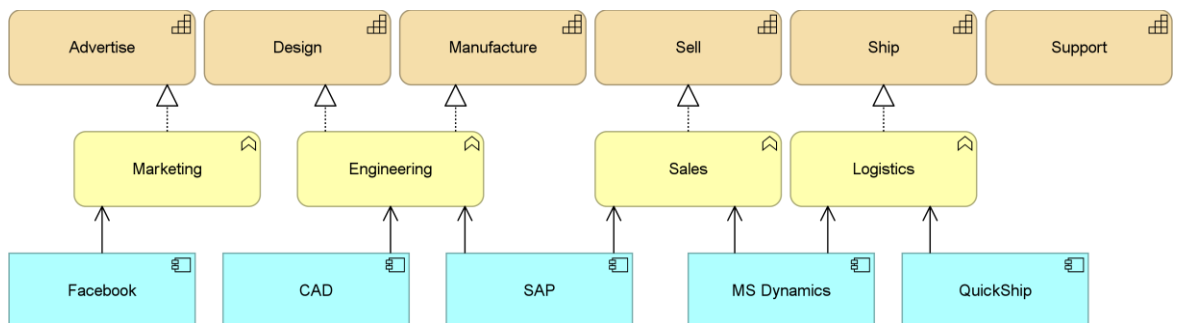 Advertise
Design
Manufacture
Sell
Ship
Support
Marketing
Engineering
Sales
Logistics
Facebook
CAD
SAP
MS Dynamics
QuickShip